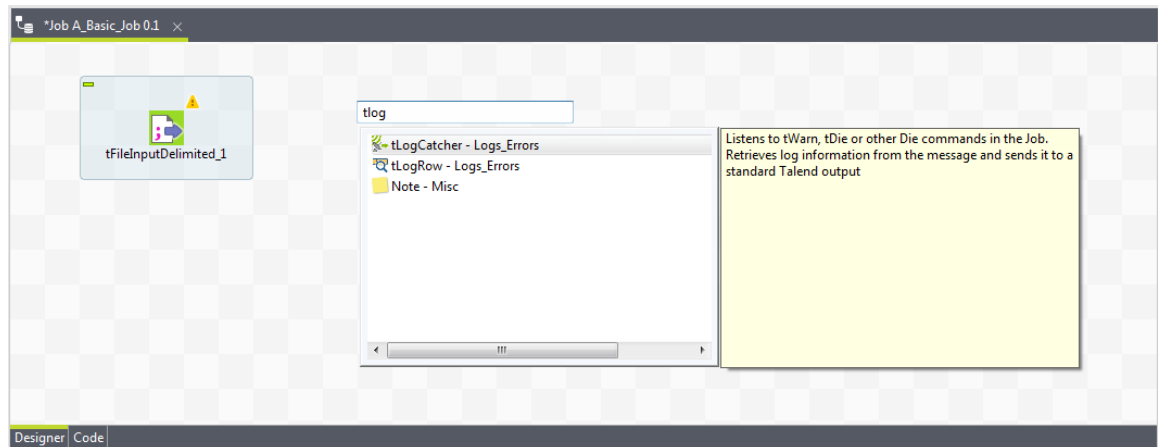 *Job A_Basic_Job 0.1
tFileInputDelimited_1
tlog
tLogCatcher - Logs_Errors
tLogRow - Logs_Errors
Note - Misc
Listens to tWarn, tDie or other Die commands in the Job.
Retrieves log information from the message and sends it to a
standard Talend output
Designer
Code